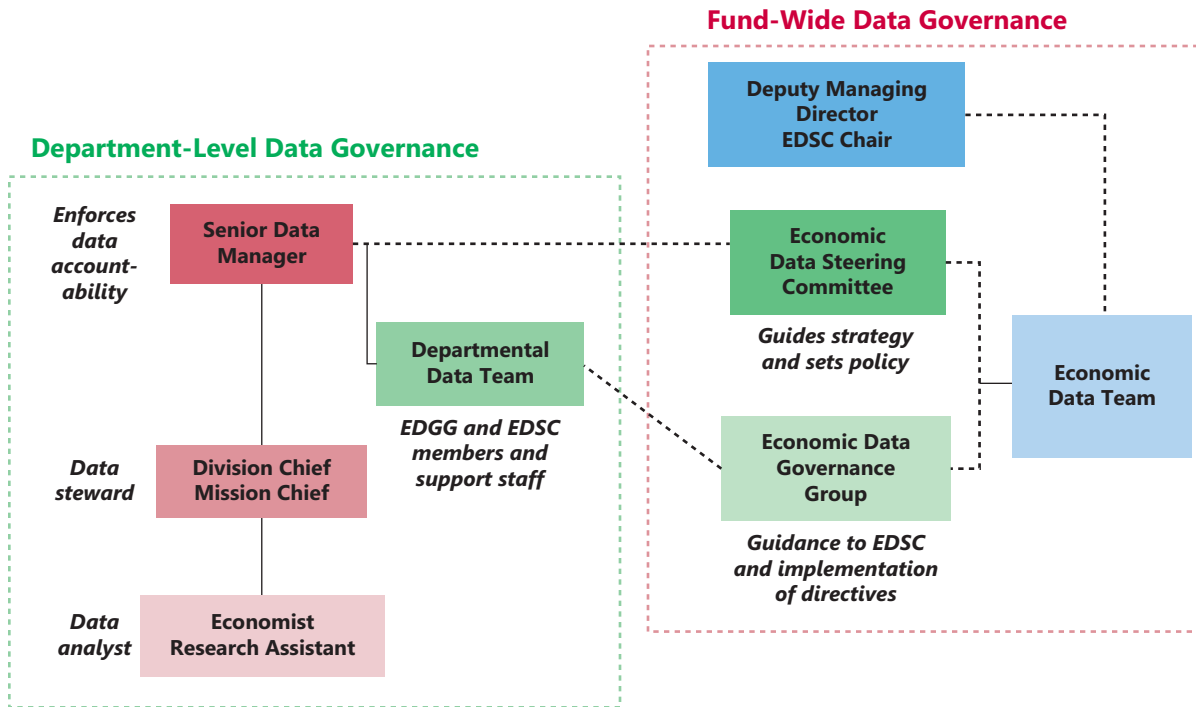 Fund-Wide Data Governance
Deputy Managing
Director
EDSC Chair
Department-Level Data Governance
Enforces
data
account-
ability
Senior Data
Manager
Economic
Data Steering
Committee
Guides strategy
and sets policy
Departmental
Data Team
EDGG and EDSC
members and
support staff
Economic
Data Team
Data
steward
Division Chief
Mission Chief
Economic Data
Governance
Group
Guidance to EDSC
and implementation
of directives
Data
analyst
Economist
Research Assistant